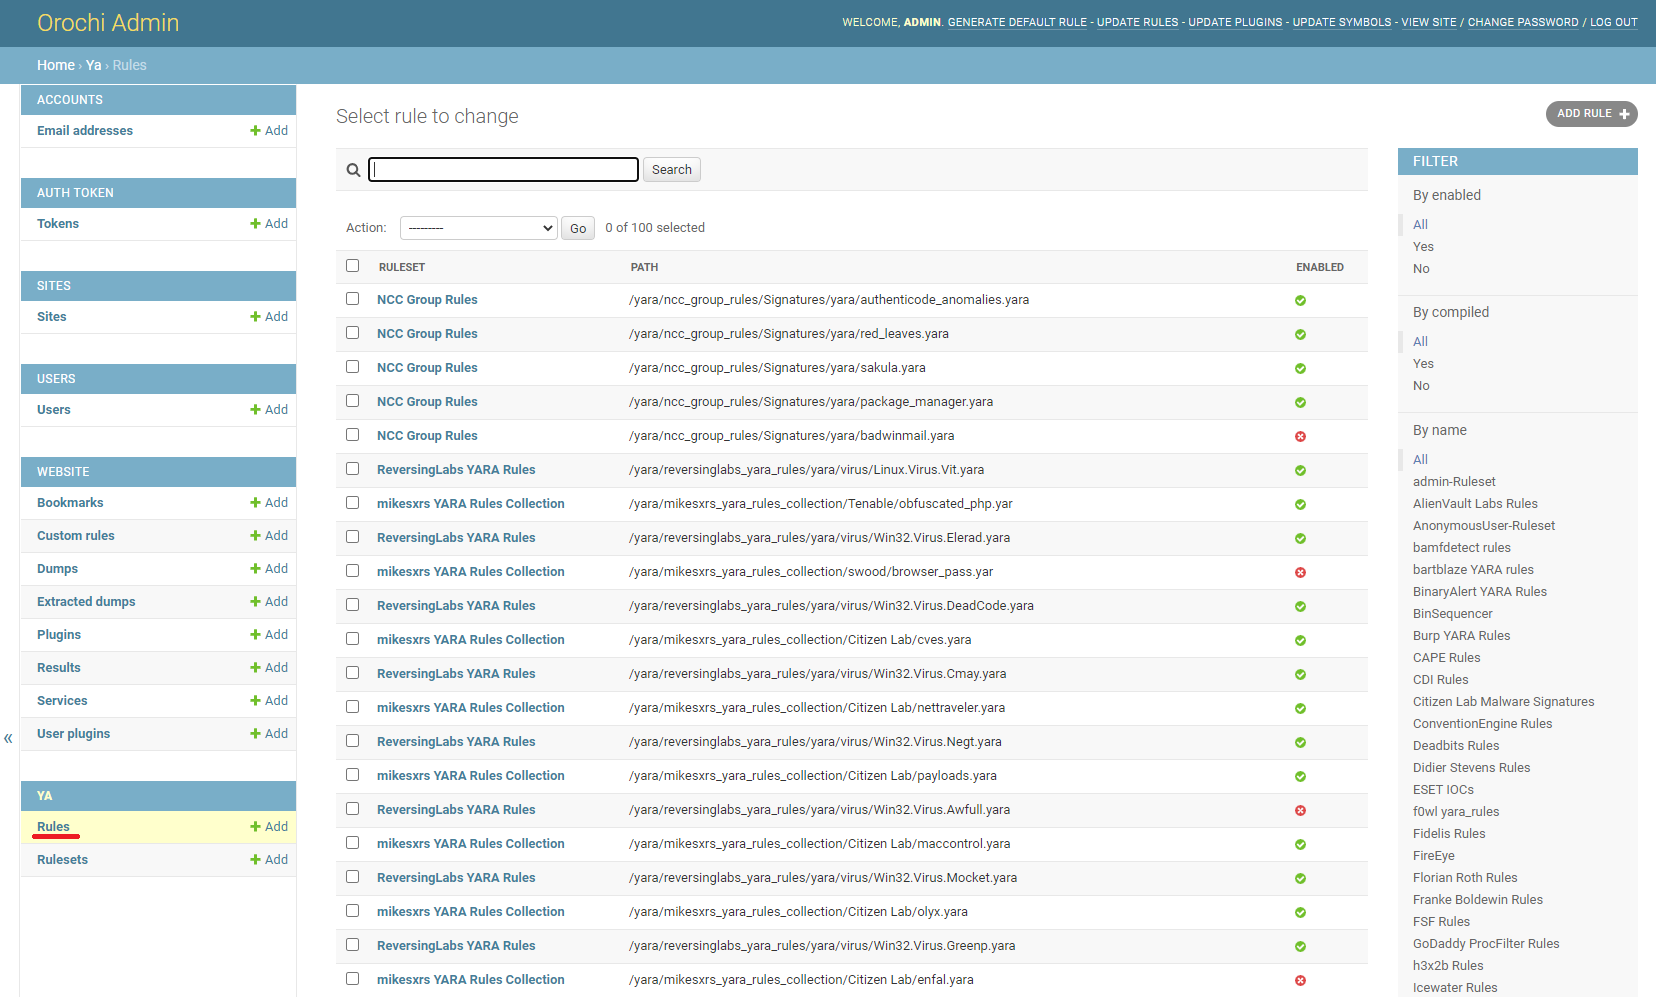 Orochi Admin
WELCOME, ADMIN. GENERATE DEFAULT RULE - UPDATE RULES - UPDATE PLUGINS - UPDATE SYMBOLS - VIEW SITE / CHANGE PASSWORD / LOG OUT
Home › Ya › Rules
ACCOUNTS
Email addresses + Add
AUTH TOKEN
Tokens + Add
SITES
Sites + Add
USERS
Users + Add
WEBSITE
Bookmarks + Add
Custom rules + Add
Dumps + Add
Extracted dumps + Add
Plugins + Add
Results + Add
Services + Add
User plugins + Add
«
YA
Rules + Add
Rulesets + Add
Select rule to change
ADD RULE +
Search
Action: --------- Go 0 of 100 selected
RULESET PATH ENABLED
NCC Group Rules /yara/ncc_group_rules/Signatures/yara/authenticode_anomalies.yara
NCC Group Rules /yara/ncc_group_rules/Signatures/yara/red_leaves.yara
NCC Group Rules /yara/ncc_group_rules/Signatures/yara/sakula.yara
NCC Group Rules /yara/ncc_group_rules/Signatures/yara/package_manager.yara
NCC Group Rules /yara/ncc_group_rules/Signatures/yara/badwinmail.yara
ReversingLabs YARA Rules /yara/reversinglabs_yara_rules/yara/virus/Linux.Virus.Vit.yara
mikesxrs YARA Rules Collection /yara/mikesxrs_yara_rules_collection/Tenable/obfuscated_php.yar
ReversingLabs YARA Rules /yara/reversinglabs_yara_rules/yara/virus/Win32.Virus.Elerad.yara
mikesxrs YARA Rules Collection /yara/mikesxrs_yara_rules_collection/swood/browser_pass.yar
ReversingLabs YARA Rules /yara/reversinglabs_yara_rules/yara/virus/Win32.Virus.DeadCode.yara
mikesxrs YARA Rules Collection /yara/mikesxrs_yara_rules_collection/Citizen Lab/cves.yara
ReversingLabs YARA Rules /yara/reversinglabs_yara_rules/yara/virus/Win32.Virus.Cmay.yara
mikesxrs YARA Rules Collection /yara/mikesxrs_yara_rules_collection/Citizen Lab/nettraveler.yara
ReversingLabs YARA Rules /yara/reversinglabs_yara_rules/yara/virus/Win32.Virus.Negt.yara
mikesxrs YARA Rules Collection /yara/mikesxrs_yara_rules_collection/Citizen Lab/payloads.yara
ReversingLabs YARA Rules /yara/reversinglabs_yara_rules/yara/virus/Win32.Virus.Awfull.yara
mikesxrs YARA Rules Collection /yara/mikesxrs_yara_rules_collection/Citizen Lab/maccontrol.yara
ReversingLabs YARA Rules /yara/reversinglabs_yara_rules/yara/virus/Win32.Virus.Mocket.yara
mikesxrs YARA Rules Collection /yara/mikesxrs_yara_rules_collection/Citizen Lab/olyx.yara
ReversingLabs YARA Rules /yara/reversinglabs_yara_rules/yara/virus/Win32.Virus.Greenp.yara
mikesxrs YARA Rules Collection /yara/mikesxrs_yara_rules_collection/Citizen Lab/enfal.yara
FILTER
By enabled
All
Yes
No
By compiled
All
Yes
No
By name
All
admin-Ruleset
AlienVault Labs Rules
AnonymousUser-Ruleset
bamfdetect rules
bartblaze YARA rules
BinaryAlert YARA Rules
BinSequencer
Burp YARA Rules
CAPE Rules
CDI Rules
Citizen Lab Malware Signatures
ConventionEngine Rules
Deadbits Rules
Didier Stevens Rules
ESET IOCs
f0wl yara_rules
Fidelis Rules
FireEye
Florian Roth Rules
Franke Boldewin Rules
FSF Rules
GoDaddy ProcFilter Rules
h3x2b Rules
Icewater Rules